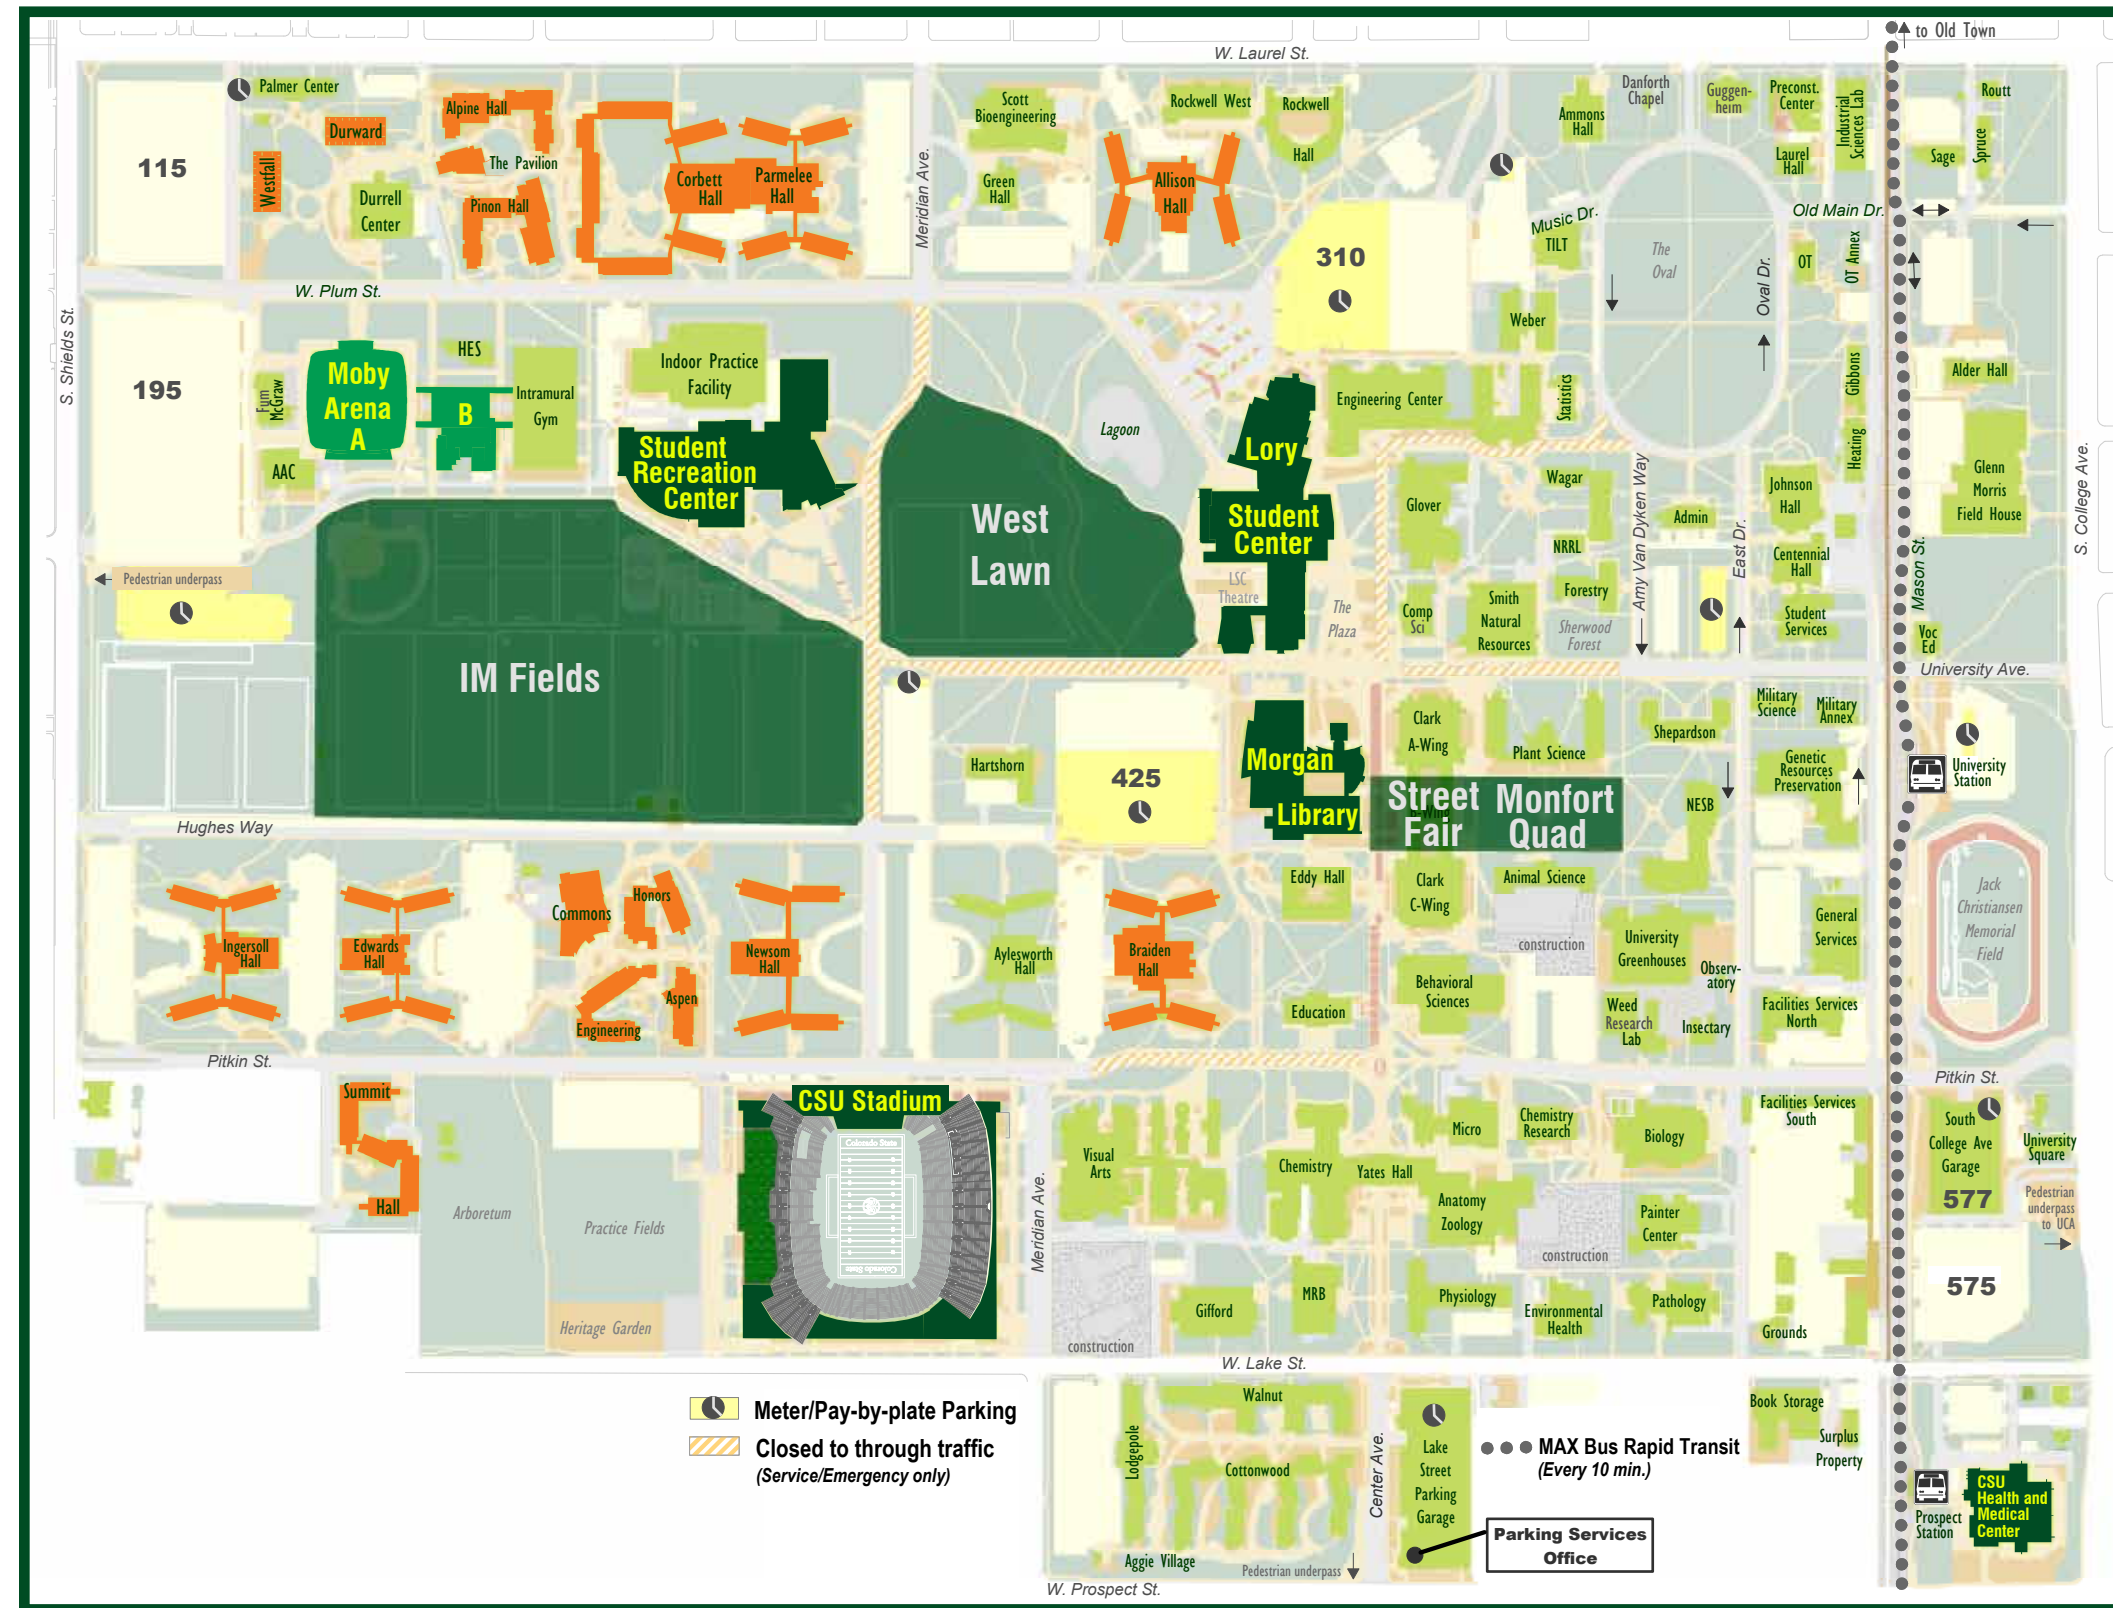 to Old Town
W. Laurel St.
Palmer Center
Durward
Westfall
Durrell
Center
Alpine Hall
The Pavilion
Pinon Hall
Corbett
Hall
Parmelee
Hall
115
Meridian Ave.
Scott
Bioengineering
Green
Hall
Rockwell West
Rockwell
Hall
Allison
Hall
Ammons
Hall
Danforth
Chapel
Guggen-
heim
Preconst.
Center
Industrial
Sciences Lab
Laurel
Hall
Routt
Sage
Spruce
Old Main Dr.
Music Dr.
TILT
The
Oval
Oval Dr.
OT
OT Annex
310
W. Plum St.
S. Shields St.
195
Fum
McGraw
Moby
Arena
A
HES
B
Intramural
Gym
AAC
Indoor Practice
Facility
Student
Recreation
Center
Lagoon
West
Lawn
Lory
Student
Center
LSC
Theatre
The
Plaza
Weber
Engineering Center
Statistics
Glover
Wagar
NRRL
Forestry
Comp
Sci
Smith
Natural
Resources
Sherwood
Forest
Amy Van Dyken Way
Admin
East Dr.
Gibbons
Heating
Johnson
Hall
Centennial
Hall
Student
Services
Alder Hall
Glenn
Morris
Field House
Mason St.
S. College Ave.
Voc
Ed
University Ave.
Pedestrian underpass
IM Fields
Hughes Way
Hartshorn
425
Morgan
Library
Clark
A-Wing
B-Wing
Street
Fair
Monfort
Quad
Plant Science
Shepardson
NESB
Military
Science
Military
Annex
Genetic
Resources
Preservation
University
Station
Ingersoll
Hall
Edwards
Hall
Commons
Honors
Engineering
Aspen
Newsom
Hall
Aylesworth
Hall
Braiden
Hall
Eddy Hall
Education
Clark
C-Wing
Behavioral
Sciences
Animal Science
construction
University
Greenhouses
Observ-
atory
Weed
Research
Lab
Insectary
General
Services
Facilities Services
North
Jack
Christiansen
Memorial
Field
Pitkin St.
Pitkin St.
Summit
Hall
Arboretum
Practice Fields
Heritage Garden
CSU Stadium
Colorado State
Colorado State
Meridian Ave.
Visual
Arts
construction
Gifford
Chemistry
MRB
Yates Hall
Micro
Chemistry
Research
Biology
Anatomy
Zoology
construction
Painter
Center
Physiology
Environmental
Health
Pathology
Facilities Services
South
Grounds
South
College Ave
Garage
577
University
Square
Pedestrian
underpass
to UCA
575
W. Lake St.
Meter/Pay-by-plate Parking
Closed to through traffic
(Service/Emergency only)
Lodgepole
Walnut
Cottonwood
Aggie Village
Pedestrian underpass
W. Prospect St.
Center Ave.
Lake
Street
Parking
Garage
MAX Bus Rapid Transit
(Every 10 min.)
Parking Services
Office
Book Storage
Surplus
Property
Prospect
Station
CSU
Health and
Medical
Center